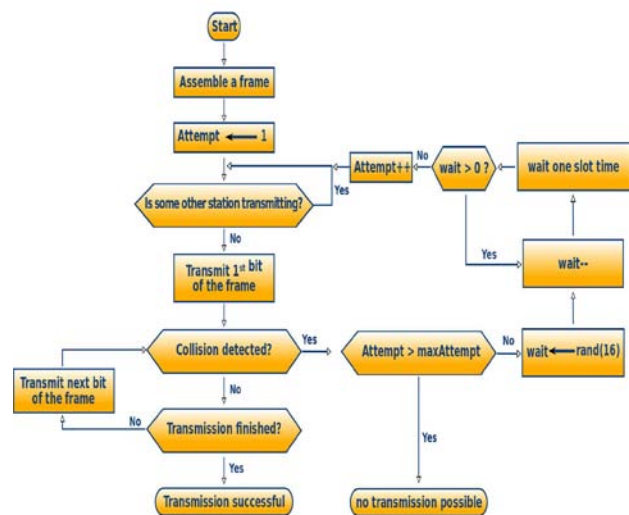 Start
Assemble a frame
Attempt ← 1
Is some other station transmitting?
Yes
No
Transmit 1st bit
of the frame
Collision detected?
Yes
No
Transmit next bit
of the frame
Transmission finished?
No
Yes
Transmission successful
Attempt > maxAttempt
No
Yes
no transmission possible
wait ← rand(16)
wait--
wait one slot time
wait > 0 ?
Yes
No
Attempt++